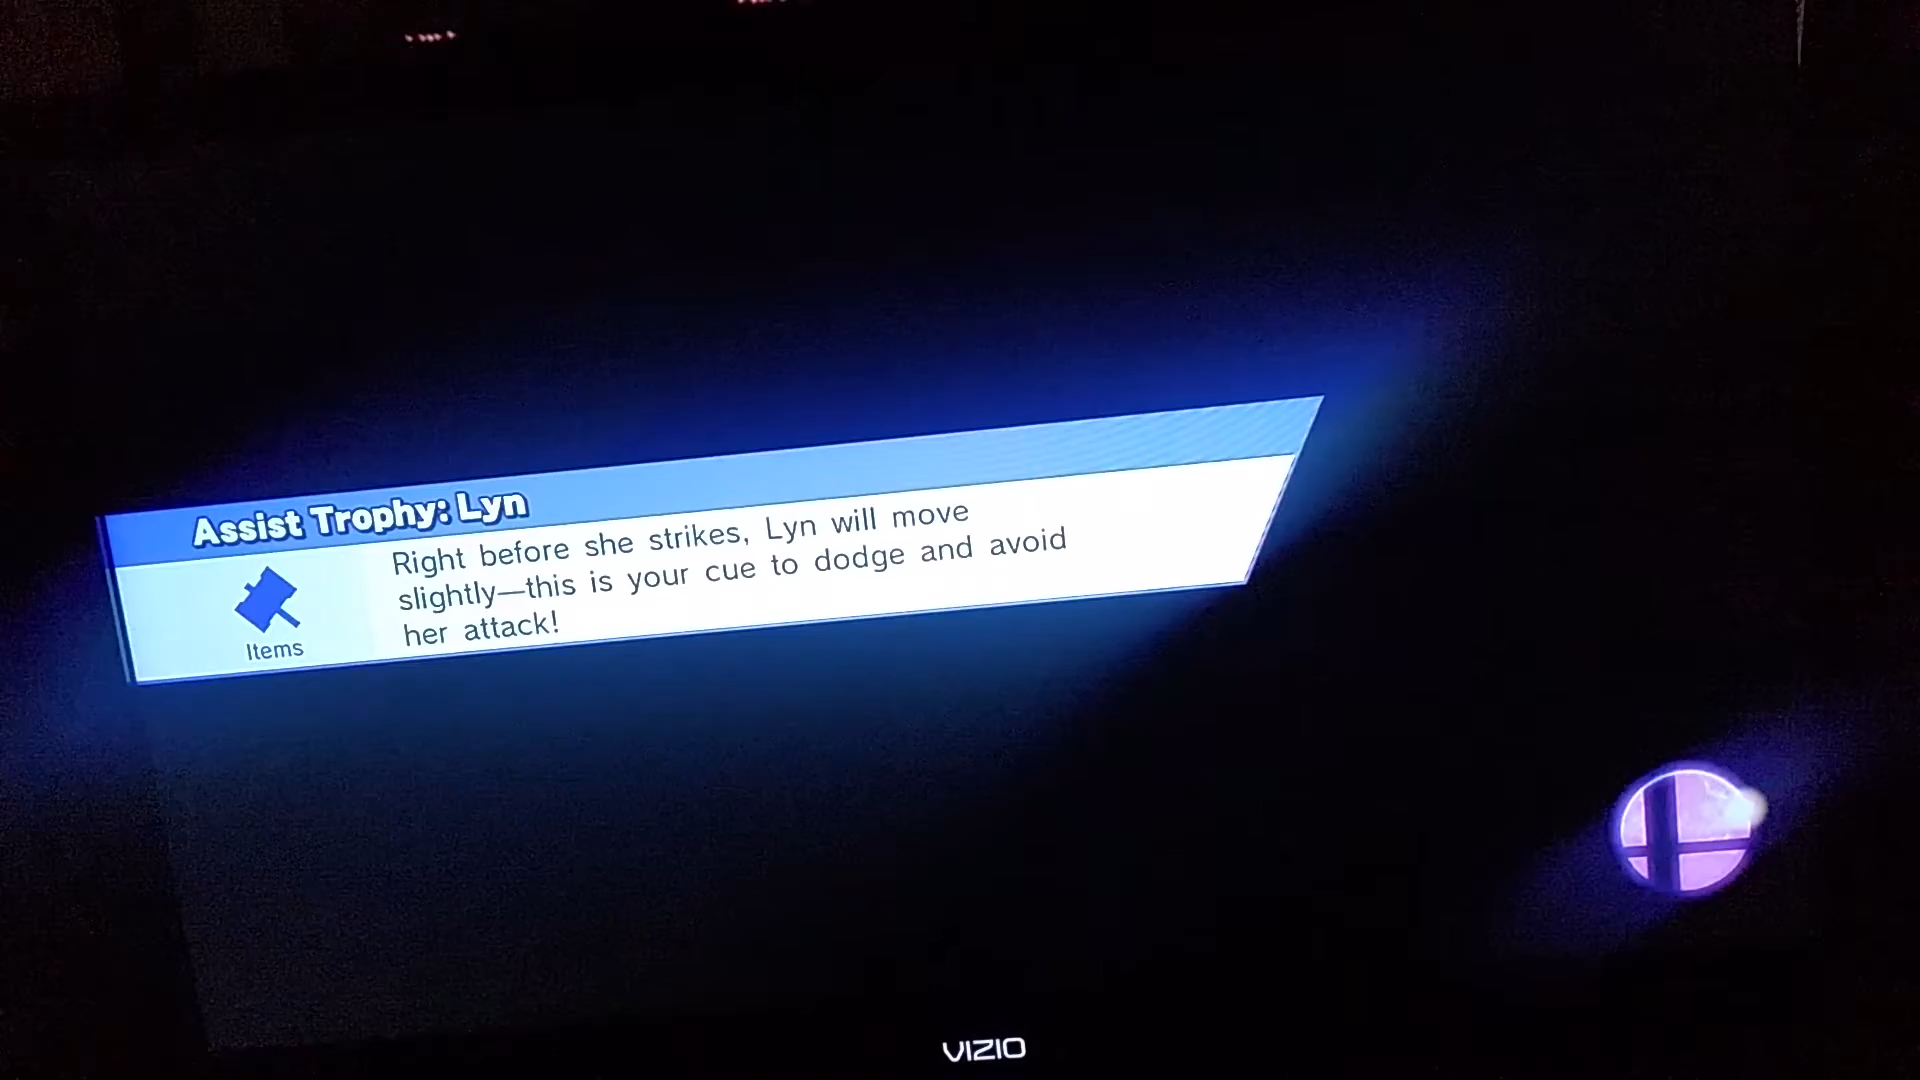 Assist Trophy: Lyn
Right before she strikes, Lyn will move
slightly—this is your cue to dodge and avoid
her attack!
Items
VIZIO